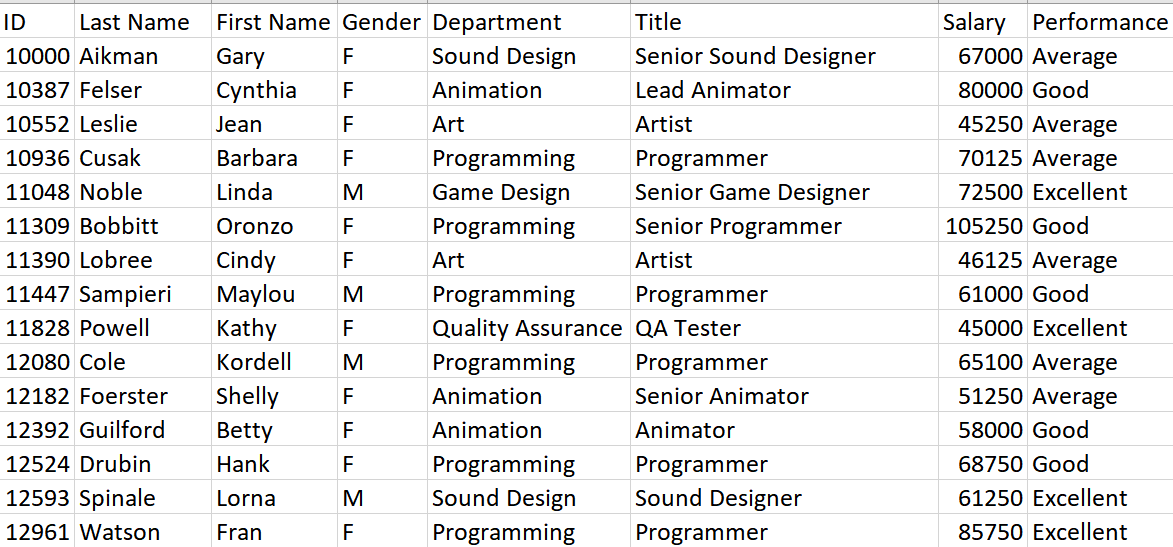 ID Last Name First Name Gender Department Title Salary Performance
10000 Aikman Gary F Sound Design Senior Sound Designer 67000 Average
10387 Felser Cynthia F Animation Lead Animator 80000 Good
10552 Leslie Jean F Art Artist 45250 Average
10936 Cusak Barbara F Programming Programmer 70125 Average
11048 Noble Linda M Game Design Senior Game Designer 72500 Excellent
11309 Bobbitt Oronzo F Programming Senior Programmer 105250 Good
11390 Lobree Cindy F Art Artist 46125 Average
11447 Sampieri Maylou M Programming Programmer 61000 Good
11828 Powell Kathy F Quality Assurance QA Tester 45000 Excellent
12080 Cole Kordell M Programming Programmer 65100 Average
12182 Foerster Shelly F Animation Senior Animator 51250 Average
12392 Guilford Betty F Animation Animator 58000 Good
12524 Drubin Hank F Programming Programmer 68750 Good
12593 Spinale Lorna M Sound Design Sound Designer 61250 Excellent
12961 Watson Fran F Programming Programmer 85750 Excellent